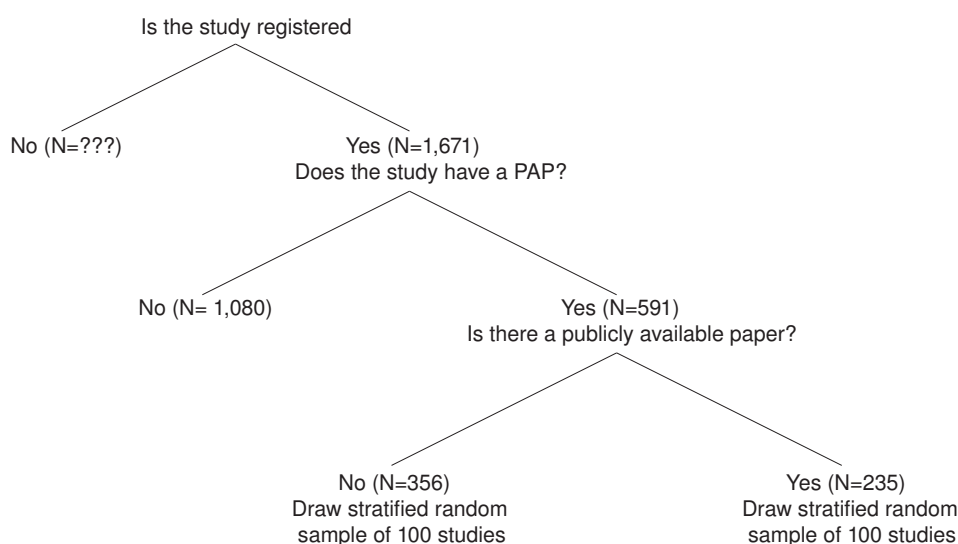 Is the study registered
No (N=???)
Yes (N=1,671)
Does the study have a PAP?
No (N= 1,080)
Yes (N=591)
Is there a publicly available paper?
No (N=356)
Draw stratified random
sample of 100 studies
Yes (N=235)
Draw stratified random
sample of 100 studies